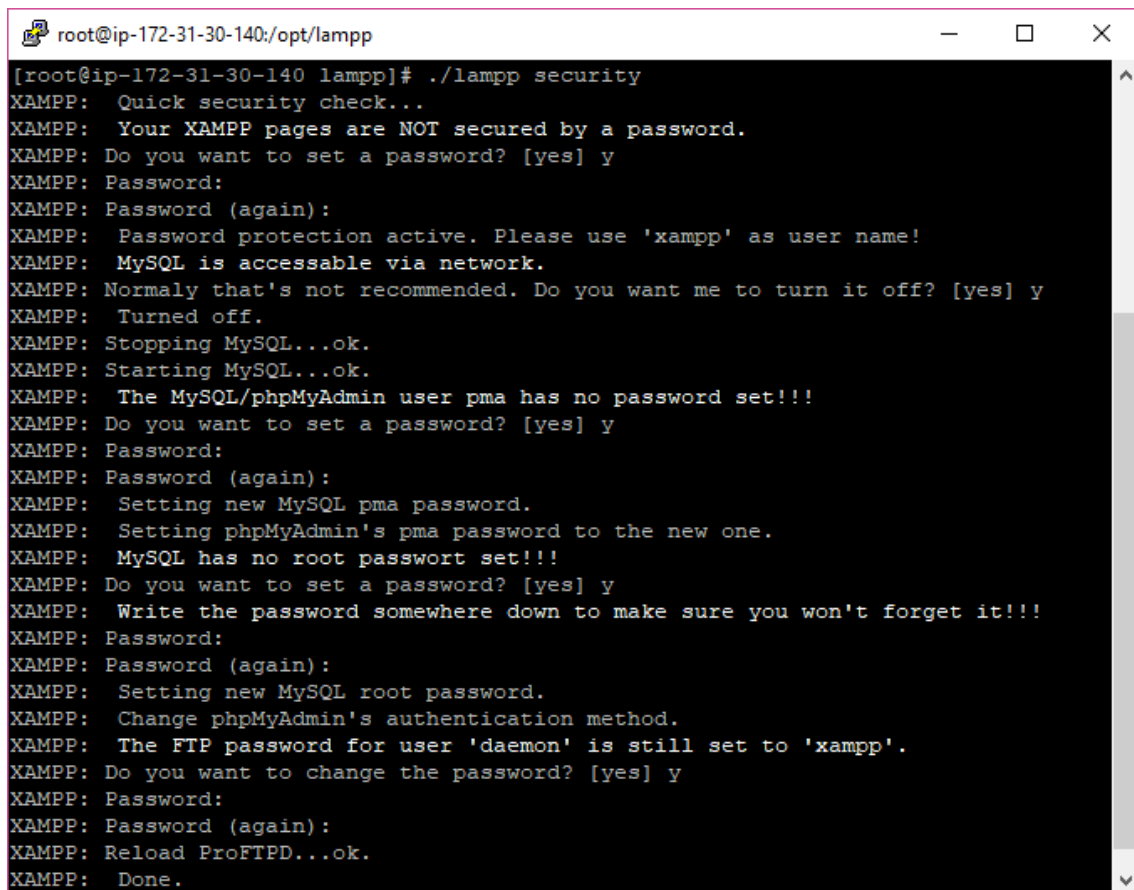 root@ip-172-31-30-140:/opt/lampp
[root@ip-172-31-30-140 lampp]# ./lampp security
XAMPP:  Quick security check...
XAMPP:  Your XAMPP pages are NOT secured by a password.
XAMPP: Do you want to set a password? [yes] y
XAMPP: Password:
XAMPP: Password (again):
XAMPP:  Password protection active. Please use 'xampp' as user name!
XAMPP:  MySQL is accessable via network.
XAMPP: Normaly that's not recommended. Do you want me to turn it off? [yes] y
XAMPP:  Turned off.
XAMPP: Stopping MySQL...ok.
XAMPP: Starting MySQL...ok.
XAMPP:  The MySQL/phpMyAdmin user pma has no password set!!!
XAMPP: Do you want to set a password? [yes] y
XAMPP: Password:
XAMPP: Password (again):
XAMPP:  Setting new MySQL pma password.
XAMPP:  Setting phpMyAdmin's pma password to the new one.
XAMPP:  MySQL has no root passwort set!!!
XAMPP: Do you want to set a password? [yes] y
XAMPP:  Write the password somewhere down to make sure you won't forget it!!!
XAMPP: Password:
XAMPP: Password (again):
XAMPP:  Setting new MySQL root password.
XAMPP:  Change phpMyAdmin's authentication method.
XAMPP:  The FTP password for user 'daemon' is still set to 'xampp'.
XAMPP: Do you want to change the password? [yes] y
XAMPP: Password:
XAMPP: Password (again):
XAMPP: Reload ProFTPD...ok.
XAMPP:  Done.